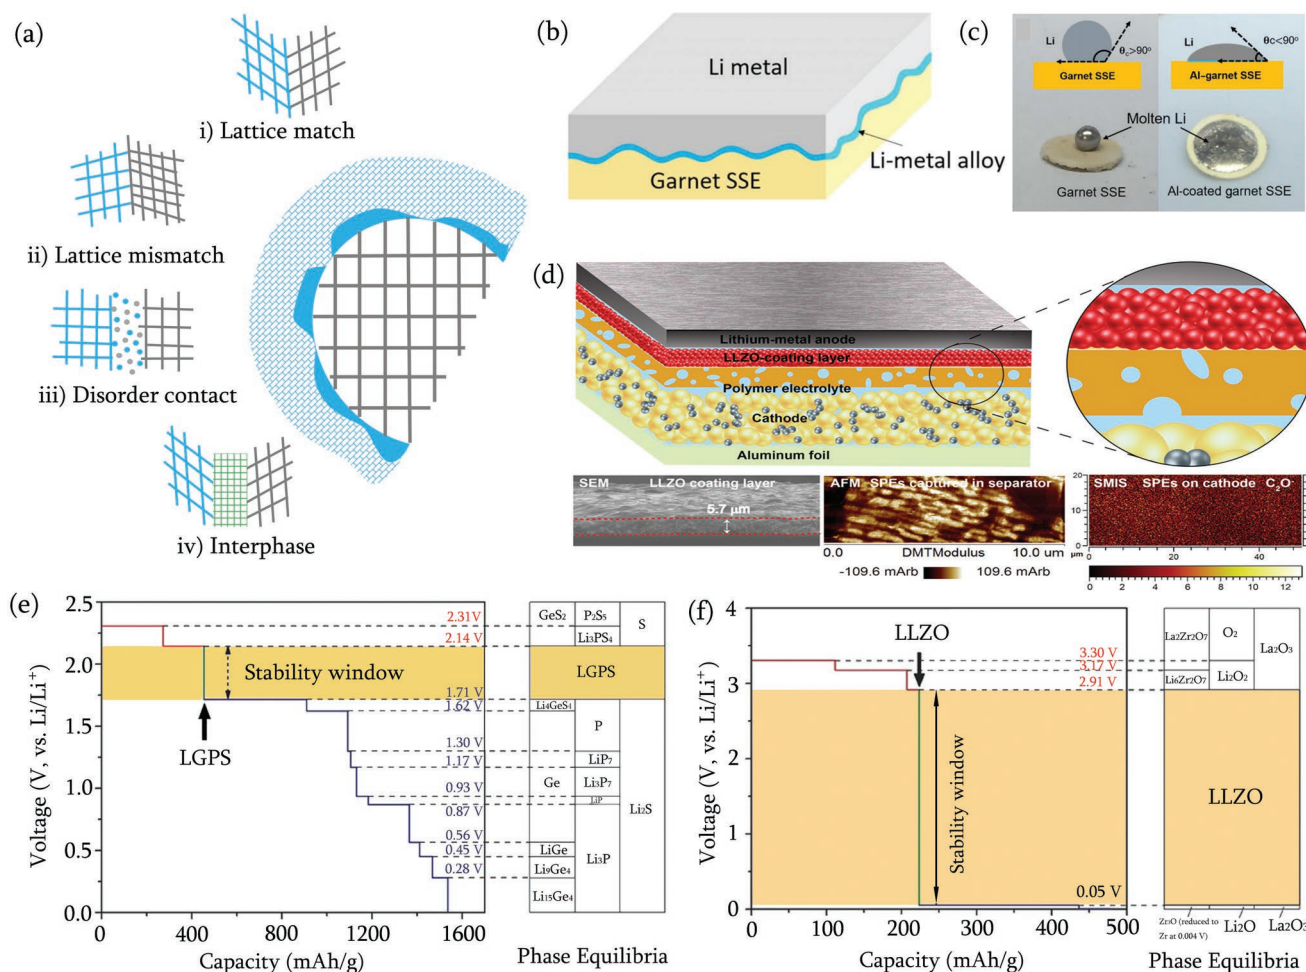 (a)
i) Lattice match
ii) Lattice mismatch
iii) Disorder contact
iv) Interphase
(b)
Li metal
Garnet SSE
Li-metal alloy
(c)
Li
θc>90°
Garnet SSE
Li
θc<90°
Al-garnet SSE
Molten Li
Garnet SSE
Al-coated garnet SSE
(d)
Lithium-metal anode
LLZO-coating layer
Polymer electrolyte
Cathode
Aluminum foil
SEM LLZO coating layer
5.7 µm
AFM SPEs captured in separator
0.0 DMTModulus 10.0 um
-109.6 mArb 109.6 mArb
SMIS SPEs on cathode C₂O⁻
20
10
0
µm 0 20 40
0 2 4 6 8 10 12
(e)
Voltage (V, vs. Li/Li⁺)
2.5
2.0
1.5
1.0
0.5
0.0
0 400 800 1200 1600
Capacity (mAh/g)
2.31V
2.14V
Stability window
1.71 V
1.62 V
1.30 V
1.17 V
0.93 V
0.87 V
0.56 V
0.45 V
0.28 V
LGPS
GeS₂ P₂S₅ S
Li₃PS₄
LGPS
Li₄GeS₄
P
LiP₇
Ge Li₃P₇
LiP
Li₂S
LiGe
Li₃P
Li₉Ge₄
Li₁₅Ge₄
Phase Equilibria
(f)
Voltage (V, vs. Li/Li⁺)
4
3
2
1
0
0 100 200 300 400 500
Capacity (mAh/g)
LLZO
3.30 V
3.17 V
2.91 V
Stability window
0.05 V
La₂Zr₂O₇ O₂ La₂O₃
Li₆Zr₂O₇ Li₂O₂
LLZO
Zr₃O (reduced to
Zr at 0.004 V)
Li₂O La₂O₃
Phase Equilibria